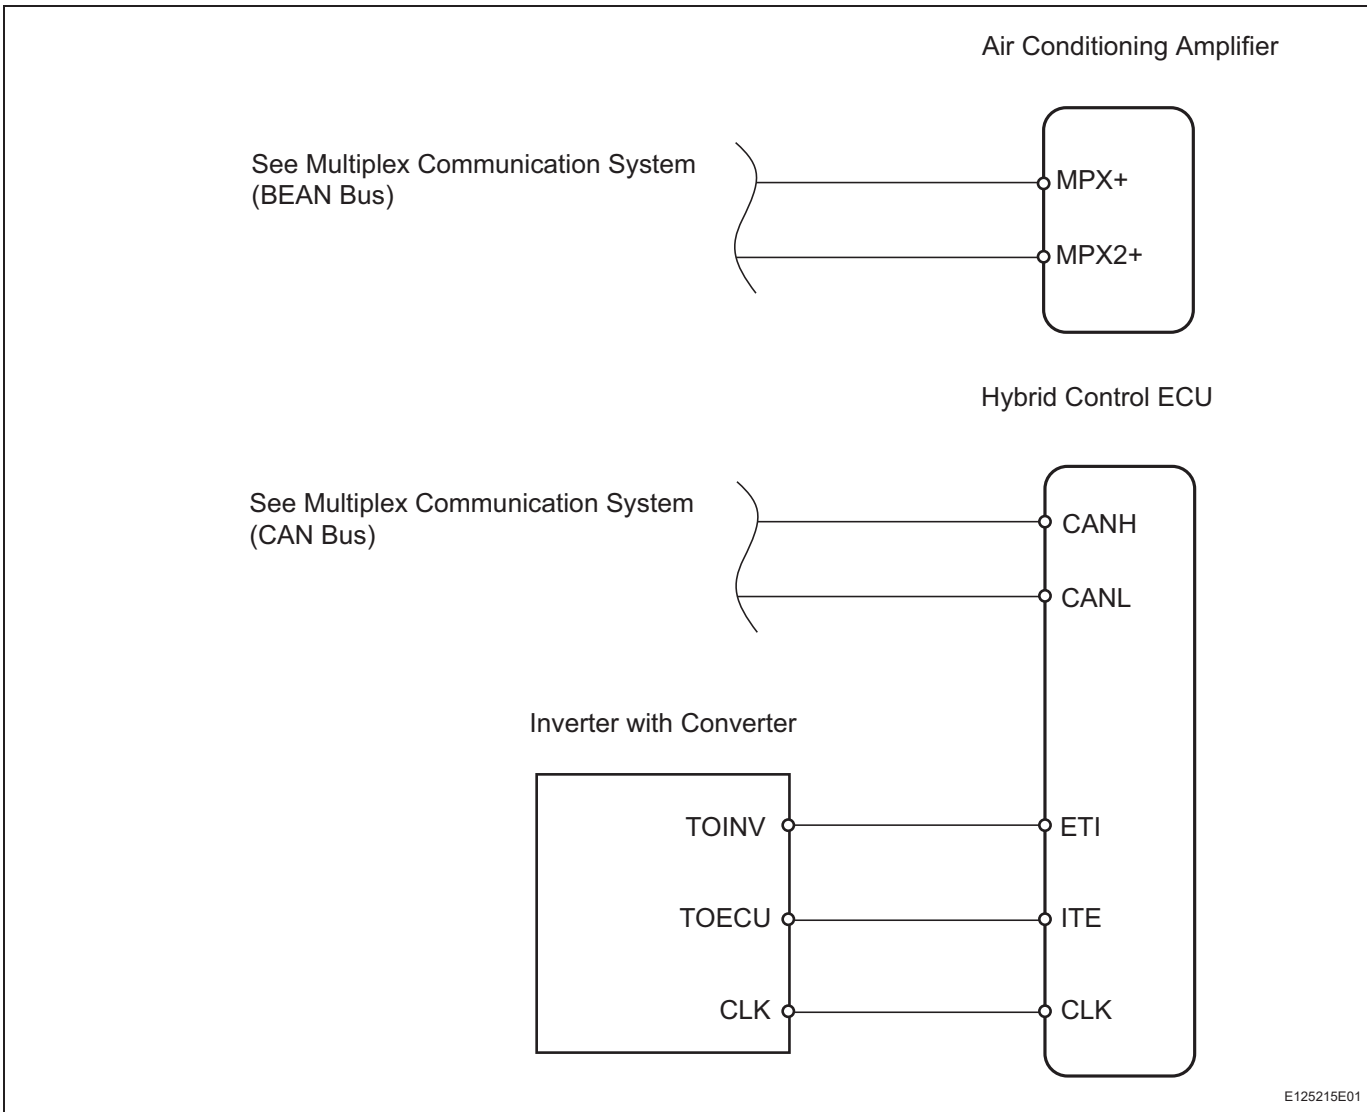 Air Conditioning Amplifier
See Multiplex Communication System
(BEAN Bus)
MPX+
MPX2+
Hybrid Control ECU
See Multiplex Communication System
(CAN Bus)
CANH
CANL
Inverter with Converter
TOINV
ETI
TOECU
ITE
CLK
CLK
E125215E01